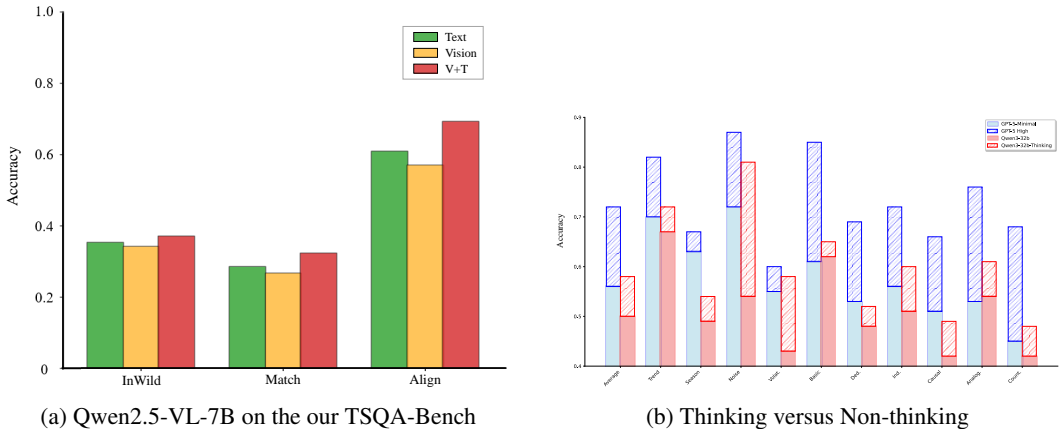 1.0
0.8
0.6
0.4
0.2
0
Accuracy
Text
Vision
V+T
InWild
Match
Align
(a) Qwen2.5-VL-7B on the our TSQA-Bench
0.9
0.8
0.7
0.6
0.5
0.4
Accuracy
GPT-5-Minimal
GPT-5 High
Qwen3-32b
Qwen3-32b-Thinking
Average
Trend
Season
Noise
Volat.
Basic
Ded.
Ind.
Causal
Analog.
Count.
(b) Thinking versus Non-thinking